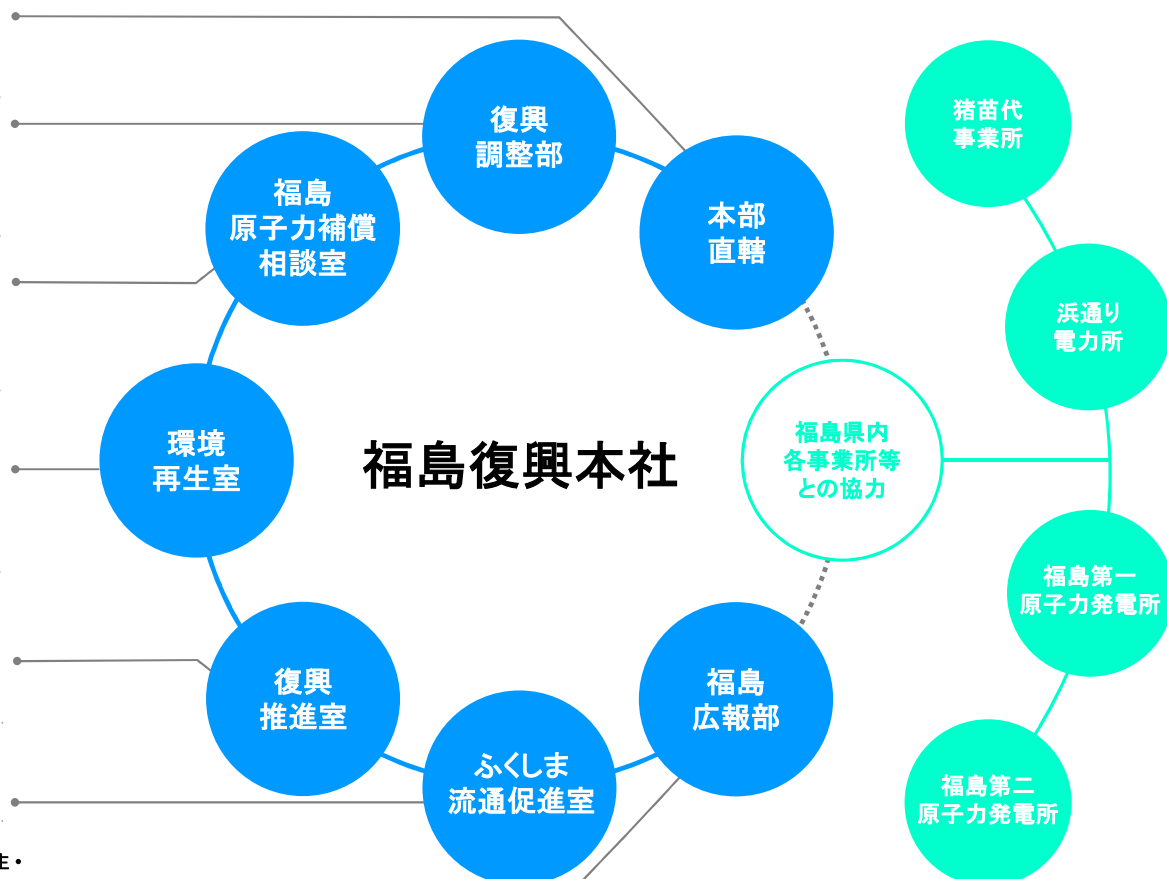 復興
調整部
本部
直轄
福島
原子力補償
相談室
環境
再生室
福島復興本社
福島県内
各事業所等
との協力
復興
推進室
ふくしま
流通促進室
福島
広報部
猪苗代
事業所
浜通り
電力所
福島第一
原子力発電所
福島第二
原子力発電所